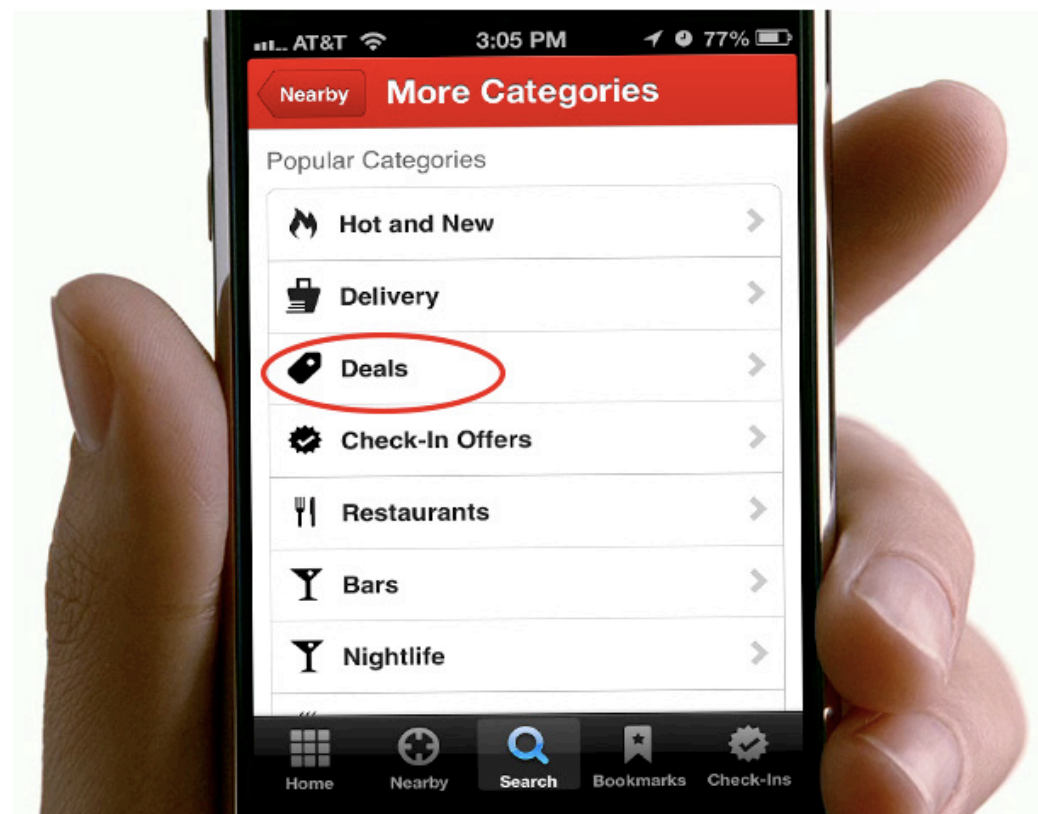 AT&T 3:05 PM 77%
Nearby More Categories
Popular Categories
Hot and New
Delivery
Deals
Check-In Offers
Restaurants
Bars
Nightlife
Home Nearby Search Bookmarks Check-Ins